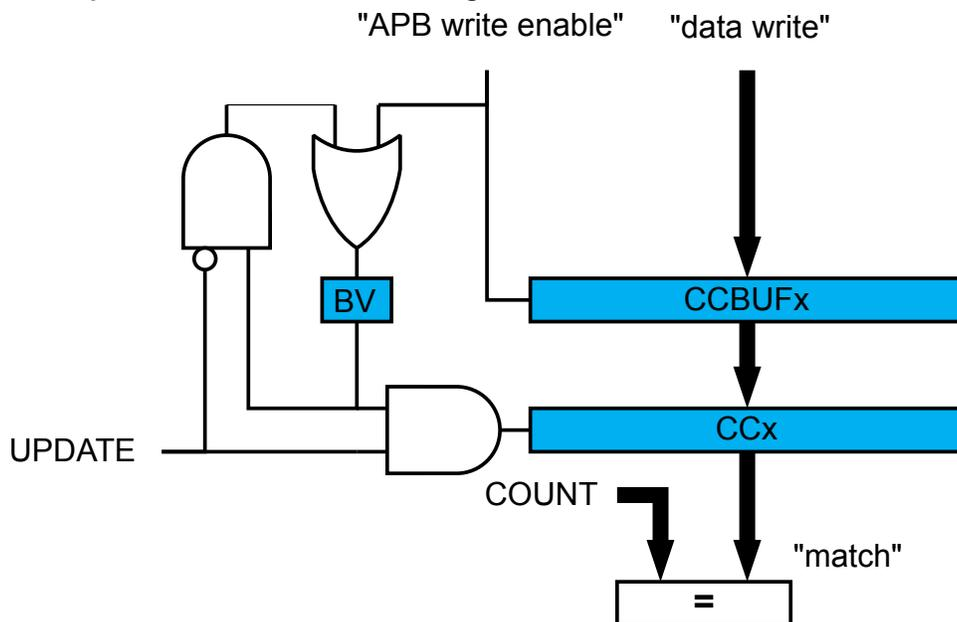 "APB write enable" "data write"
BV
CCBUFx
CCx
UPDATE
COUNT
"match"
=